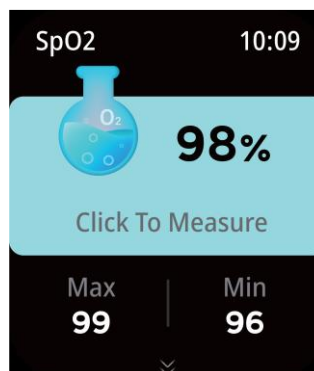 SpO2 10:09
O₂
98%
Click To Measure
Max Min
99 96